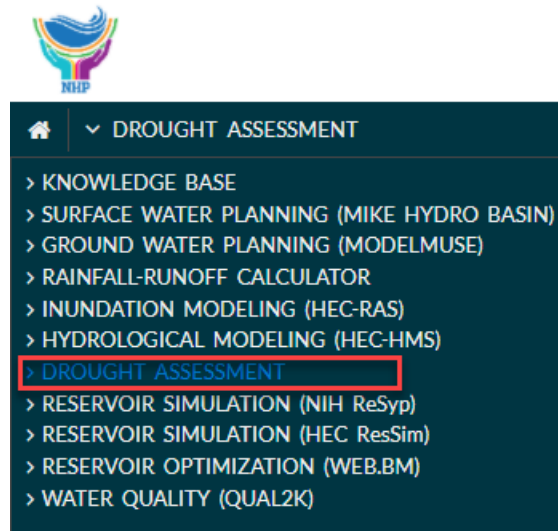 NHP
DROUGHT ASSESSMENT
> KNOWLEDGE BASE
> SURFACE WATER PLANNING (MIKE HYDRO BASIN)
> GROUND WATER PLANNING (MODELMUSE)
> RAINFALL-RUNOFF CALCULATOR
> INUNDATION MODELING (HEC-RAS)
> HYDROLOGICAL MODELING (HEC-HMS)
> DROUGHT ASSESSMENT
> RESERVOIR SIMULATION (NIH ReSyp)
> RESERVOIR SIMULATION (HEC ResSim)
> RESERVOIR OPTIMIZATION (WEB.BM)
> WATER QUALITY (QUAL2K)